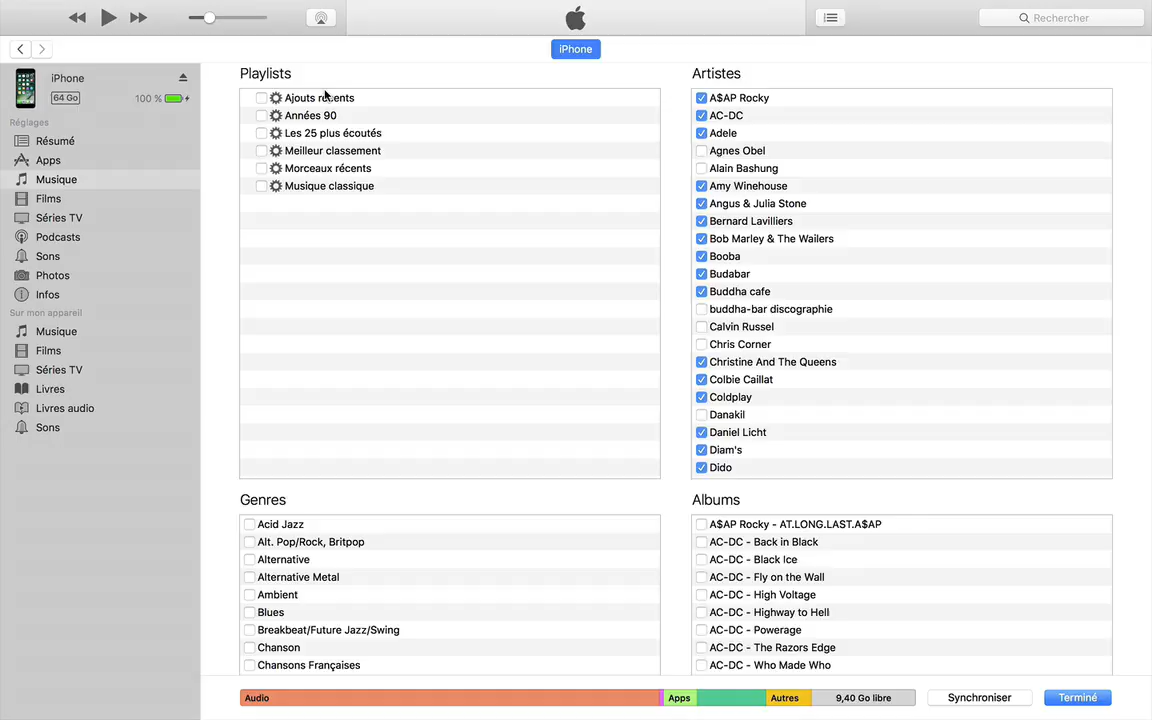 Rechercher
iPhone
iPhone
64 Go
100 %
Réglages
Résumé
Apps
Musique
Films
Séries TV
Podcasts
Sons
Photos
Infos
Sur mon appareil
Musique
Films
Séries TV
Livres
Livres audio
Sons
Playlists
Ajouts récents
Années 90
Les 25 plus écoutés
Meilleur classement
Morceaux récents
Musique classique
Artistes
A$AP Rocky
AC-DC
Adele
Agnes Obel
Alain Bashung
Amy Winehouse
Angus & Julia Stone
Bernard Lavilliers
Bob Marley & The Wailers
Booba
Budabar
Buddha cafe
buddha-bar discographie
Calvin Russel
Chris Corner
Christine And The Queens
Colbie Caillat
Coldplay
Danakil
Daniel Licht
Diam's
Dido
Genres
Acid Jazz
Alt. Pop/Rock, Britpop
Alternative
Alternative Metal
Ambient
Blues
Breakbeat/Future Jazz/Swing
Chanson
Chansons Françaises
Albums
A$AP Rocky - AT.LONG.LAST.A$AP
AC-DC - Back in Black
AC-DC - Black Ice
AC-DC - Fly on the Wall
AC-DC - High Voltage
AC-DC - Highway to Hell
AC-DC - Powerage
AC-DC - The Razors Edge
AC-DC - Who Made Who
Audio
Apps
Autres
9,40 Go libre
Synchroniser
Terminé